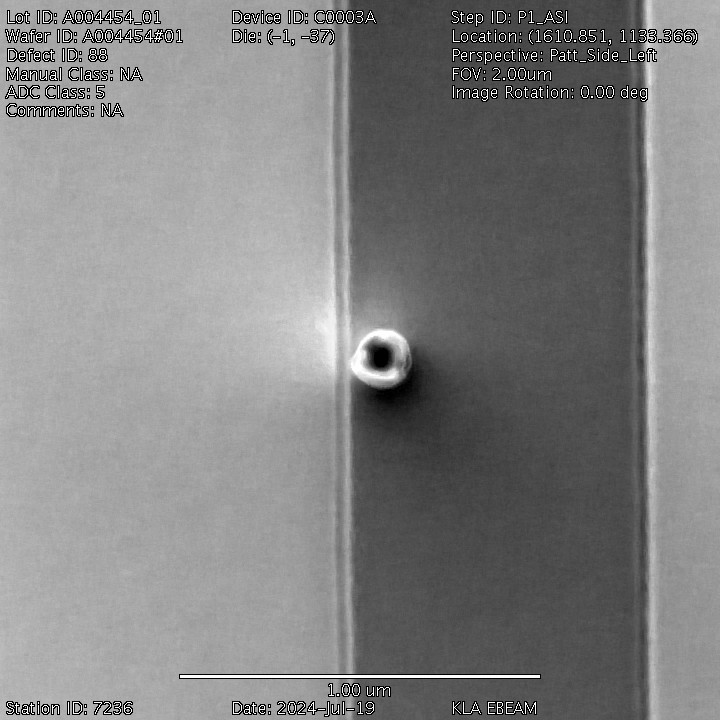 Lot ID: A004454_01 Device ID: C0003A Step ID: P1_ASI
Wafer ID: A004454#01 Die: (-1, -37) Location: (1610.851, 1133.366)
Defect ID: 88 Perspective: Patt_Side_Left
Manual Class: NA FOV: 2.00um
ADC Class: 5 Image Rotation: 0.00 deg
Comments: NA
1.00 um
Station ID: 7236 Date: 2024-Jul-19 KLA EBEAM